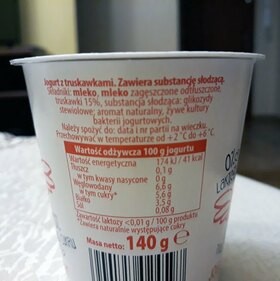 Jogurt z truskawkami. Zawiera substancję słodzącą.
Składniki: mleko, mleko zagęszczone odtłuszczone,
truskawki 15%, substancja słodząca: glikozydy
stewiolowe; aromat naturalny, żywe kultury
bakterii jogurtowych.
Należy spożyć do: data i nr partii na wieczku.
Przechowywać w temperaturze od +2°C do +8°C.
Wartość odżywcza 100 g jogurtu
Wartość energetyczna 174 kJ / 41 kcal
Tłuszcz 0,1 g
w tym kwasy nasycone 0 g
Węglowodany 6,6 g
w tym cukry* 5,6 g
Białko 3,5 g
Sól 0,08 g
Zawartość laktozy <0,01 g / 100 g produktu
*Zawiera naturalnie występujące cukry
Masa netto: 140 g ℮